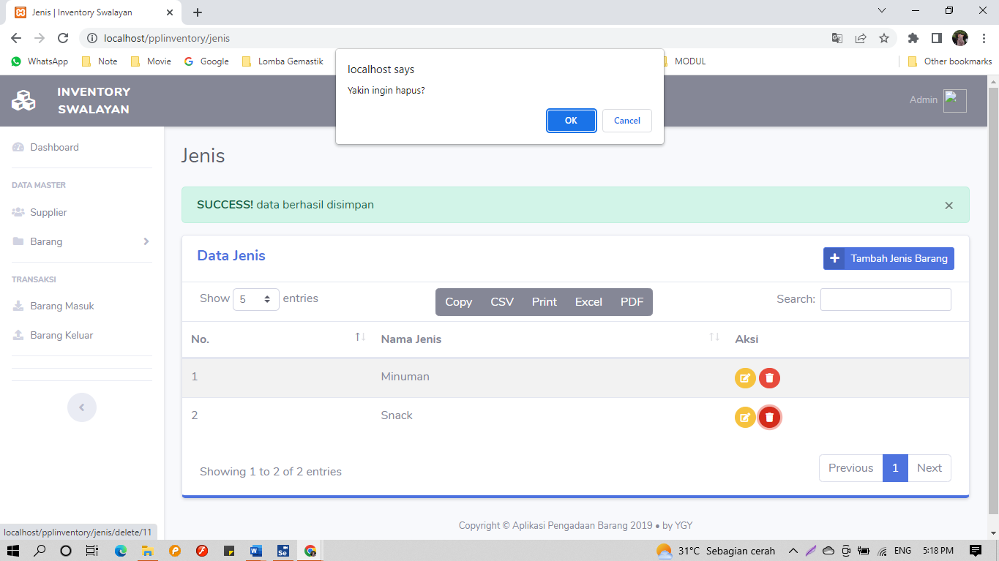 Jenis | Inventory Swalayan
localhost/pplinventory/jenis
WhatsApp Note Movie Google Lomba Gemastik MODUL Other bookmarks
localhost says
Yakin ingin hapus?
OK Cancel
INVENTORY
SWALAYAN
Admin
Dashboard
DATA MASTER
Supplier
Barang
TRANSAKSI
Barang Masuk
Barang Keluar
Jenis
SUCCESS! data berhasil disimpan ×
Data Jenis
+ Tambah Jenis Barang
Show 5 entries
Copy CSV Print Excel PDF
Search:
No. Nama Jenis Aksi
1 Minuman
2 Snack
Showing 1 to 2 of 2 entries
Previous 1 Next
Copyright © Aplikasi Pengadaan Barang 2019 • by YGY
localhost/pplinventory/jenis/delete/11
31°C Sebagian cerah ENG 5:18 PM